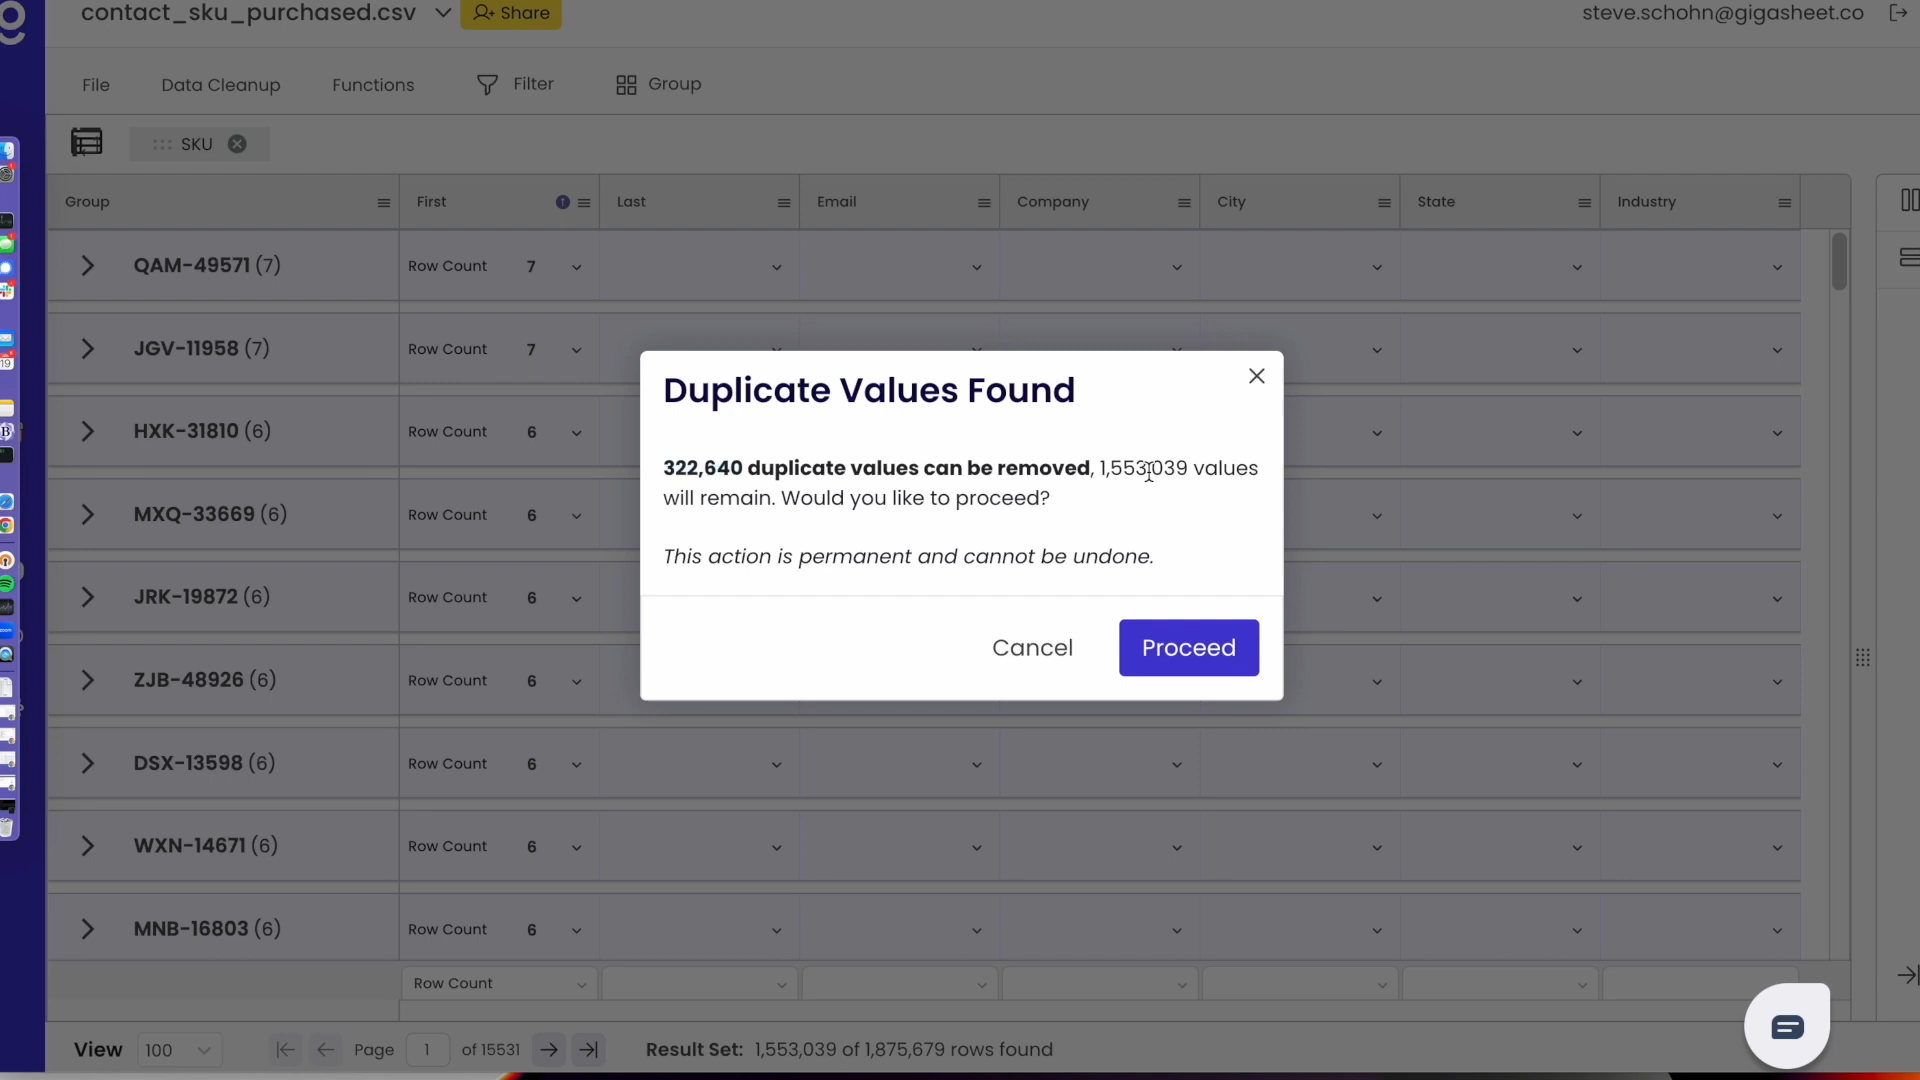 contact_sku_purchased.csv Share steve.schohn@gigasheet.co
File Data Cleanup Functions Filter Group
SKU
Group First Last Email Company City State Industry
QAM-49571 (7) Row Count 7
JGV-11958 (7) Row Count 7
HXK-31810 (6) Row Count 6
MXQ-33669 (6) Row Count 6
JRK-19872 (6) Row Count 6
ZJB-48926 (6) Row Count 6
DSX-13598 (6) Row Count 6
WXN-14671 (6) Row Count 6
MNB-16803 (6) Row Count 6
Row Count
Duplicate Values Found
322,640 duplicate values can be removed, 1,553,039 values
will remain. Would you like to proceed?
This action is permanent and cannot be undone.
Cancel Proceed
View 100 Page 1 of 15531 Result Set: 1,553,039 of 1,875,679 rows found